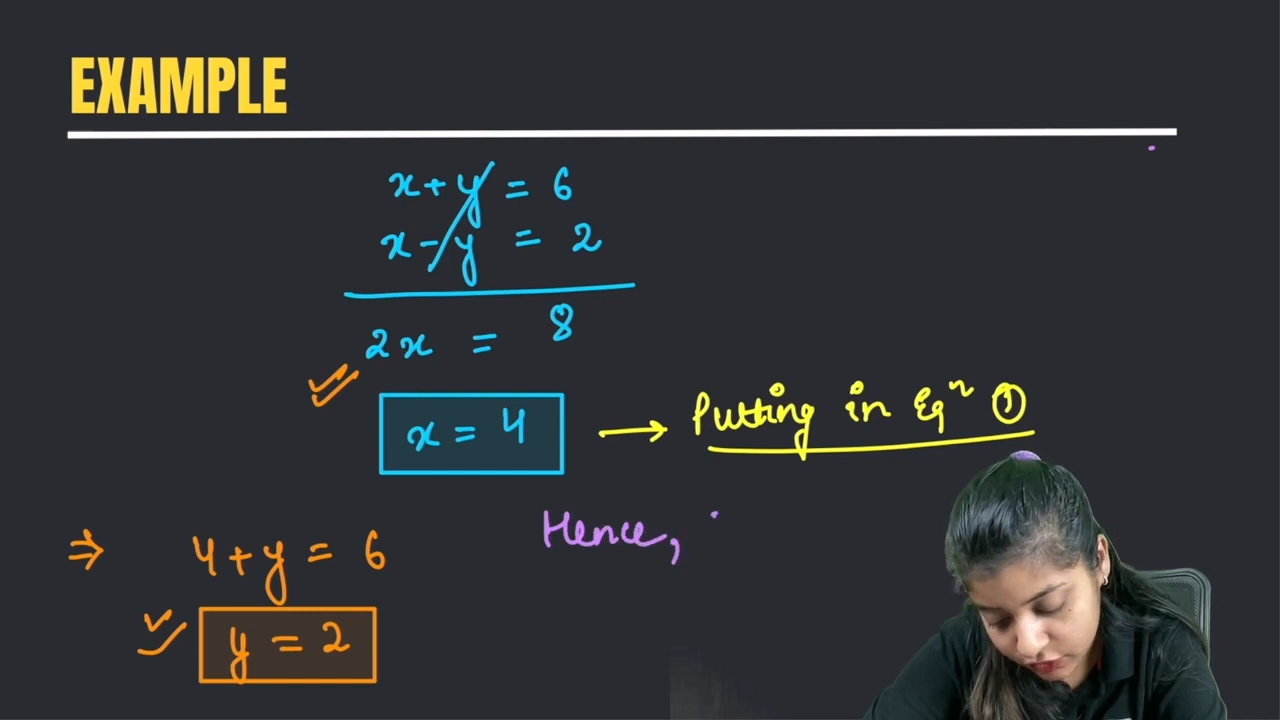 EXAMPLE
x + y = 6
x - y = 2
2x = 8
x = 4 → Putting in Eqⁿ ①
Hence,
⇒ 4 + y = 6
y = 2